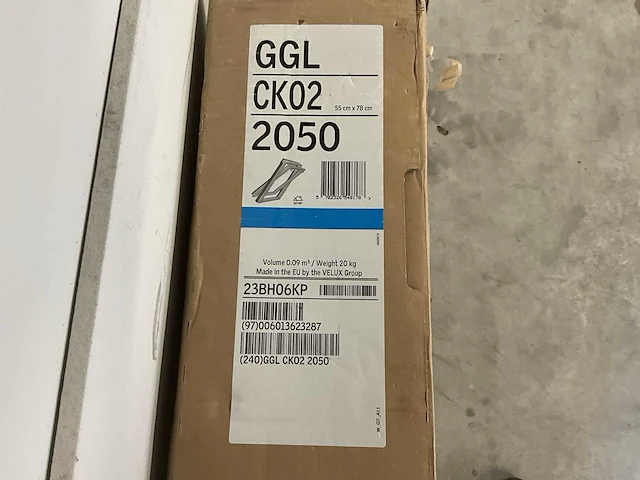 GGL
CK02 55 cm x 78 cm
2050
Volume 0.09 m³ / Weight 20 kg
Made in the EU by the VELUX Group
23BH06KP
(97)006013623287
(240)GGL CK02 2050